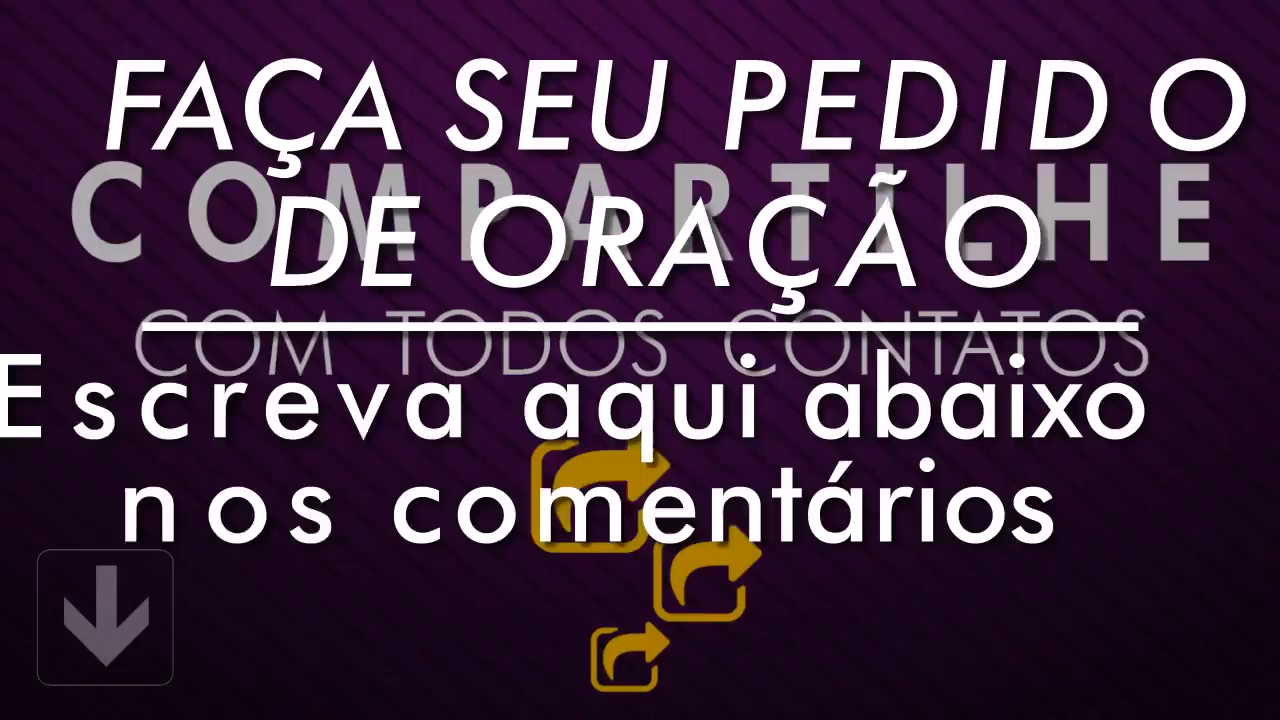 FAÇA SEU PEDIDO
COMPARTILHE
DE ORAÇÃO
COM TODOS CONTATOS
Escreva aqui abaixo
nos comentários